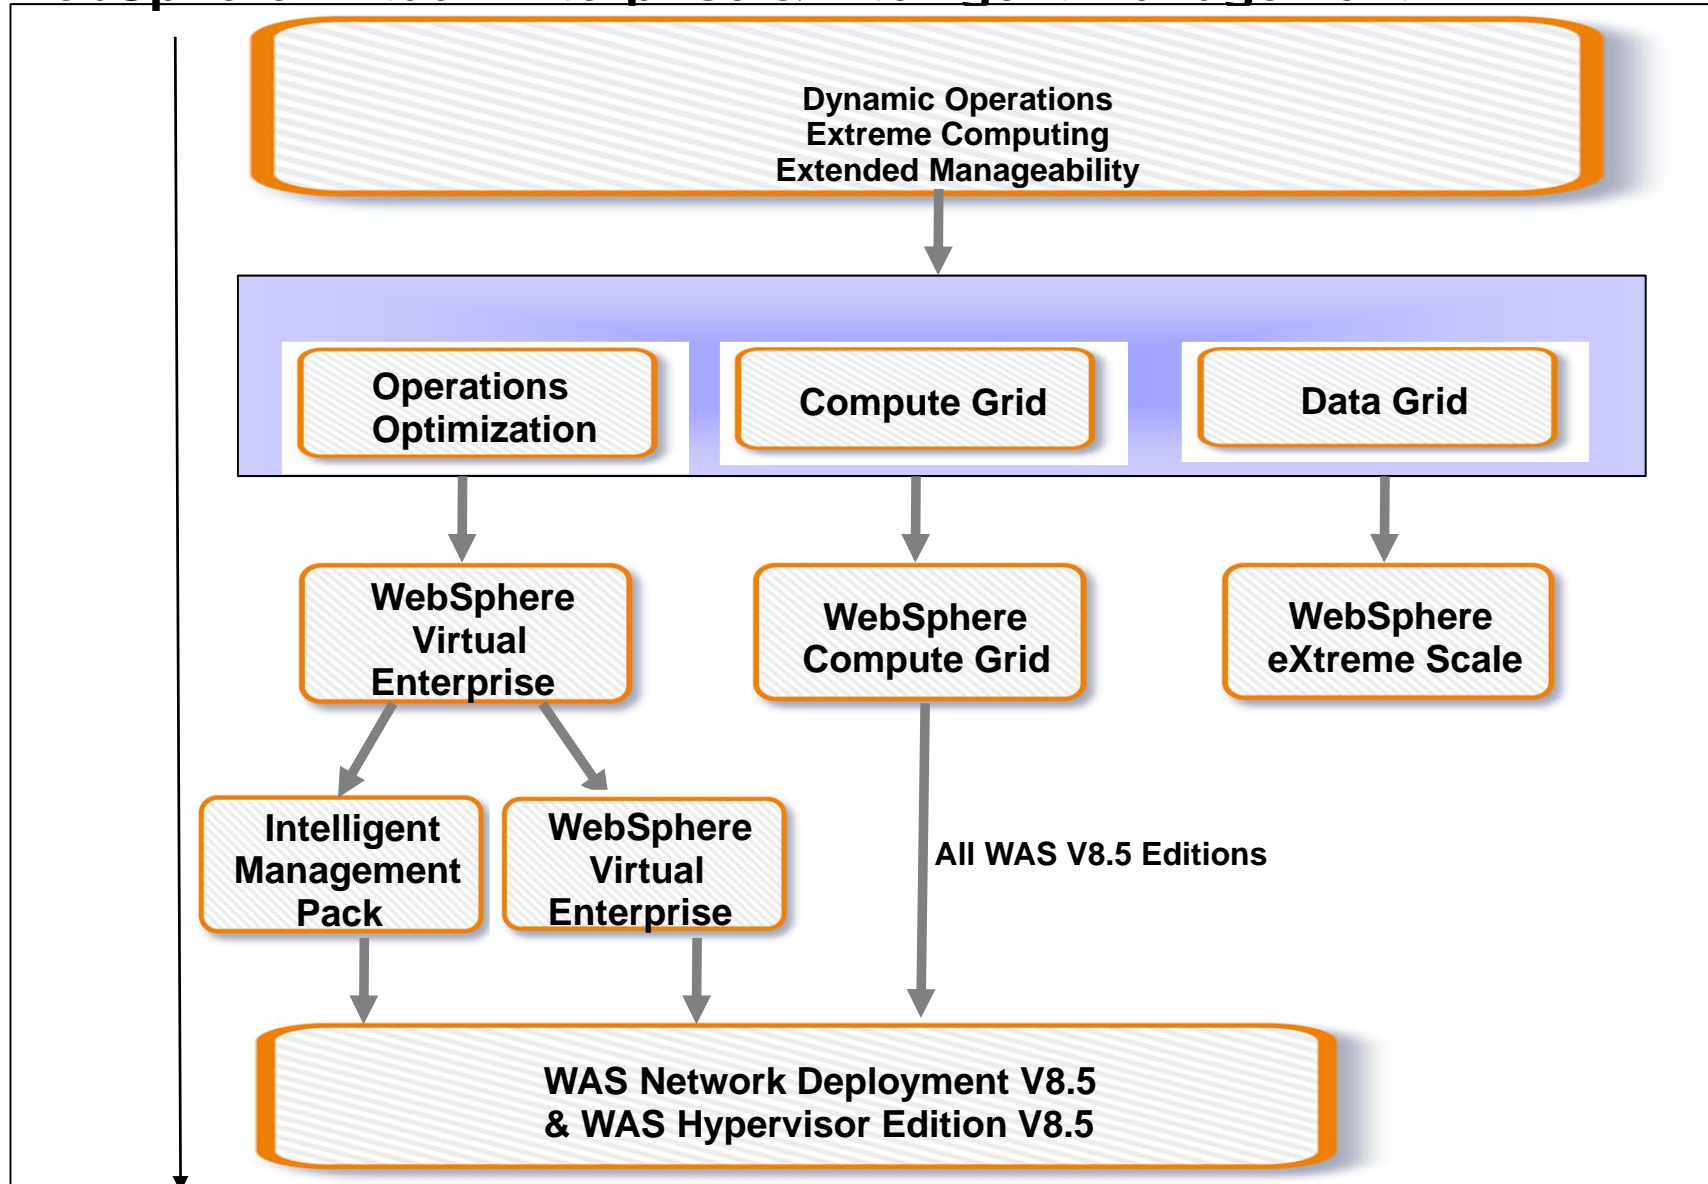 Dynamic Operations
Extreme Computing
Extended Manageability
Operations
Optimization
Compute Grid
Data Grid
WebSphere
Virtual
Enterprise
WebSphere
Compute Grid
WebSphere
eXtreme Scale
Intelligent
Management
Pack
WebSphere
Virtual
Enterprise
All WAS V8.5 Editions
WAS Network Deployment V8.5
& WAS Hypervisor Edition V8.5